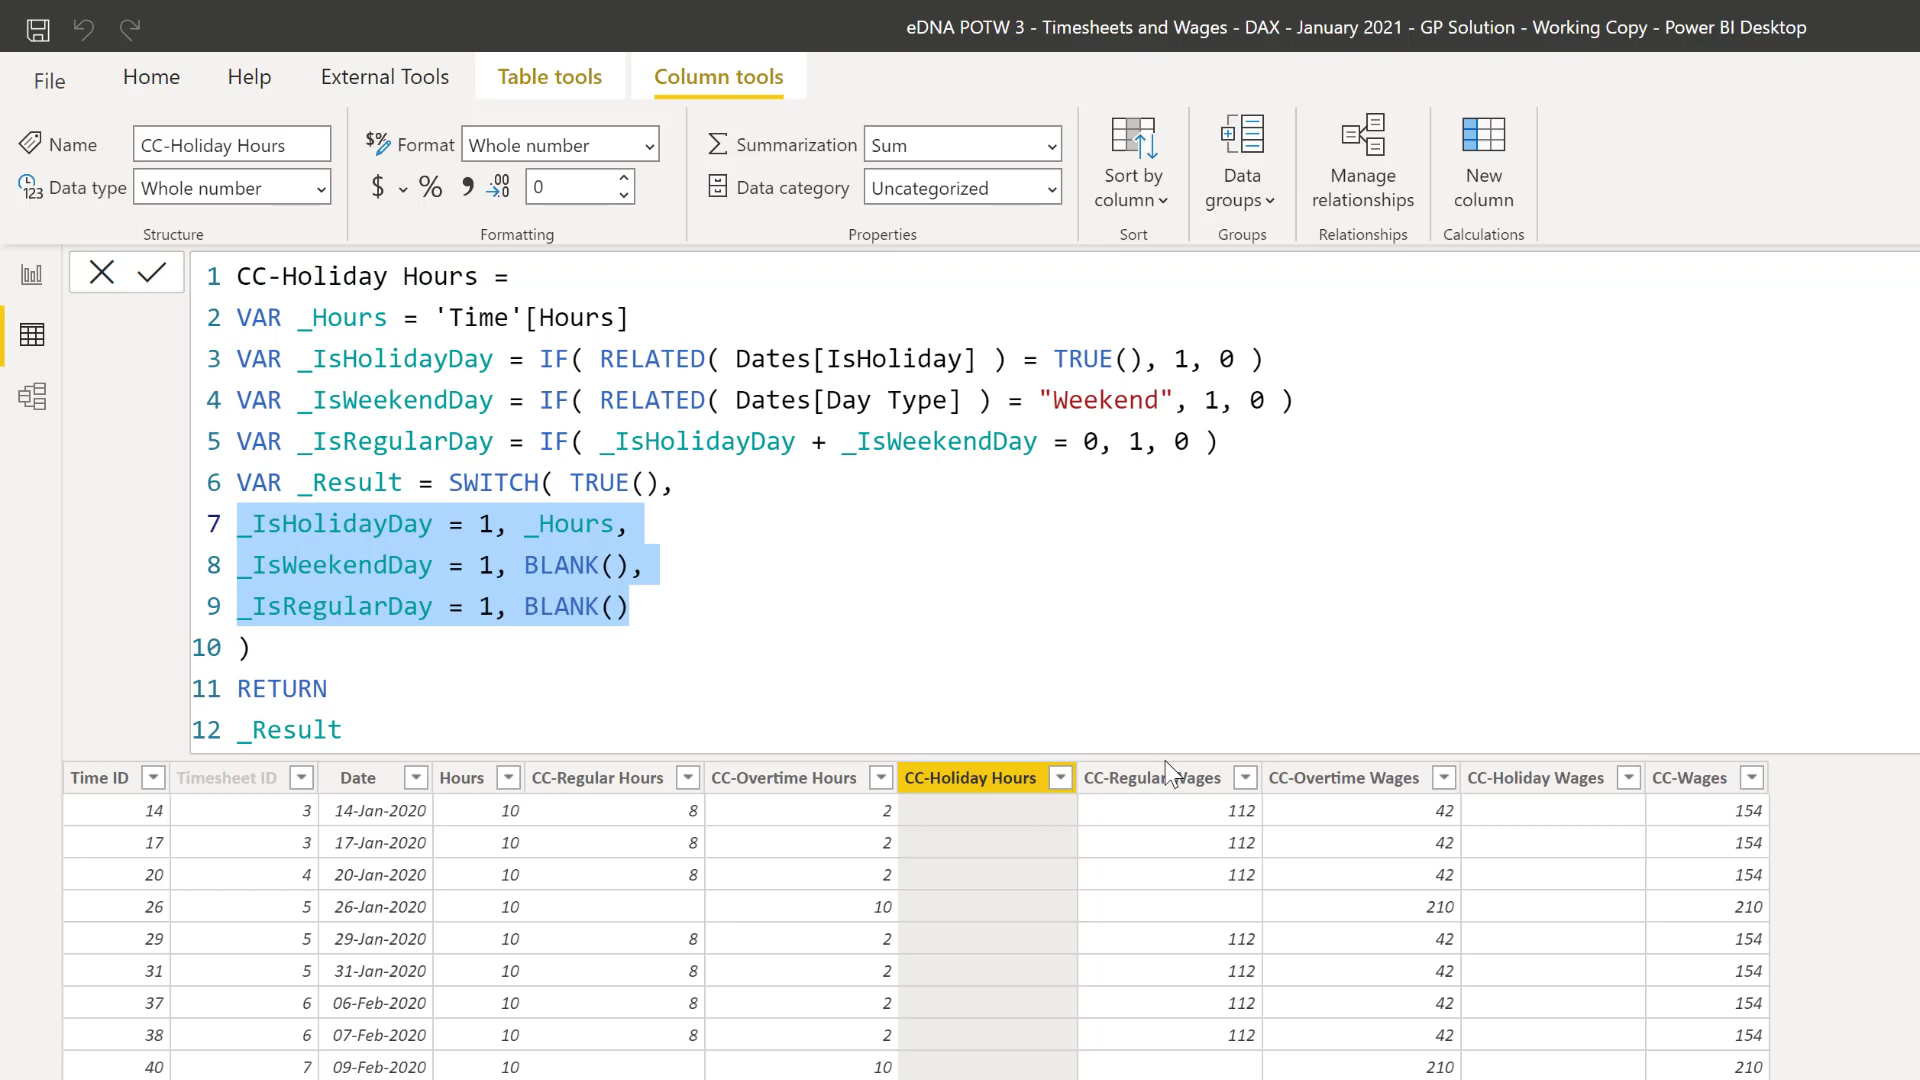 eDNA POTW 3 - Timesheets and Wages - DAX - January 2021 - GP Solution - Working Copy - Power BI Desktop
File Home Help External Tools Table tools Column tools
Name CC-Holiday Hours
Data type Whole number
Structure
Format Whole number
$ % 0
Formatting
Summarization Sum
Data category Uncategorized
Properties
Sort by
column
Sort
Data
groups
Groups
Manage
relationships
Relationships
New
column
Calculations
1 CC-Holiday Hours =
2 VAR _Hours = 'Time'[Hours]
3 VAR _IsHolidayDay = IF( RELATED( Dates[IsHoliday] ) = TRUE(), 1, 0 )
4 VAR _IsWeekendDay = IF( RELATED( Dates[Day Type] ) = "Weekend", 1, 0 )
5 VAR _IsRegularDay = IF( _IsHolidayDay + _IsWeekendDay = 0, 1, 0 )
6 VAR _Result = SWITCH( TRUE(),
7 _IsHolidayDay = 1, _Hours,
8 _IsWeekendDay = 1, BLANK(),
9 _IsRegularDay = 1, BLANK()
10 )
11 RETURN
12 _Result
Time ID Timesheet ID Date Hours CC-Regular Hours CC-Overtime Hours CC-Holiday Hours CC-Regular Wages CC-Overtime Wages CC-Holiday Wages CC-Wages
14 3 14-Jan-2020 10 8 2 112 42 154
17 3 17-Jan-2020 10 8 2 112 42 154
20 4 20-Jan-2020 10 8 2 112 42 154
26 5 26-Jan-2020 10 10 210 210
29 5 29-Jan-2020 10 8 2 112 42 154
31 5 31-Jan-2020 10 8 2 112 42 154
37 6 06-Feb-2020 10 8 2 112 42 154
38 6 07-Feb-2020 10 8 2 112 42 154
40 7 09-Feb-2020 10 10 210 210